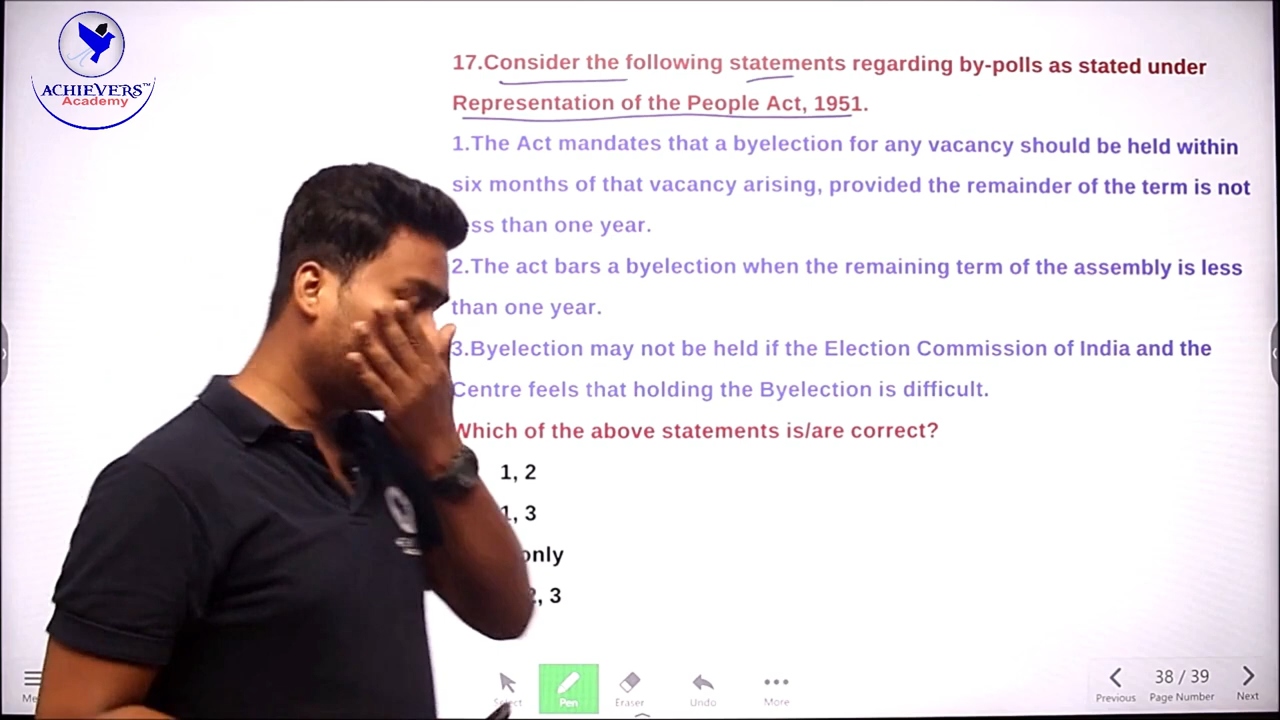 ACHIEVERS™
Academy
17.Consider the following statements regarding by-polls as stated under
Representation of the People Act, 1951.
1.The Act mandates that a byelection for any vacancy should be held within
six months of that vacancy arising, provided the remainder of the term is not
ess than one year.
2.The act bars a byelection when the remaining term of the assembly is less
than one year.
3.Byelection may not be held if the Election Commission of India and the
Centre feels that holding the Byelection is difficult.
Which of the above statements is/are correct?
1, 2
1, 3
only
2, 3
Select
Pen
Eraser
Undo
More
Previous
38 / 39
Page Number
Next